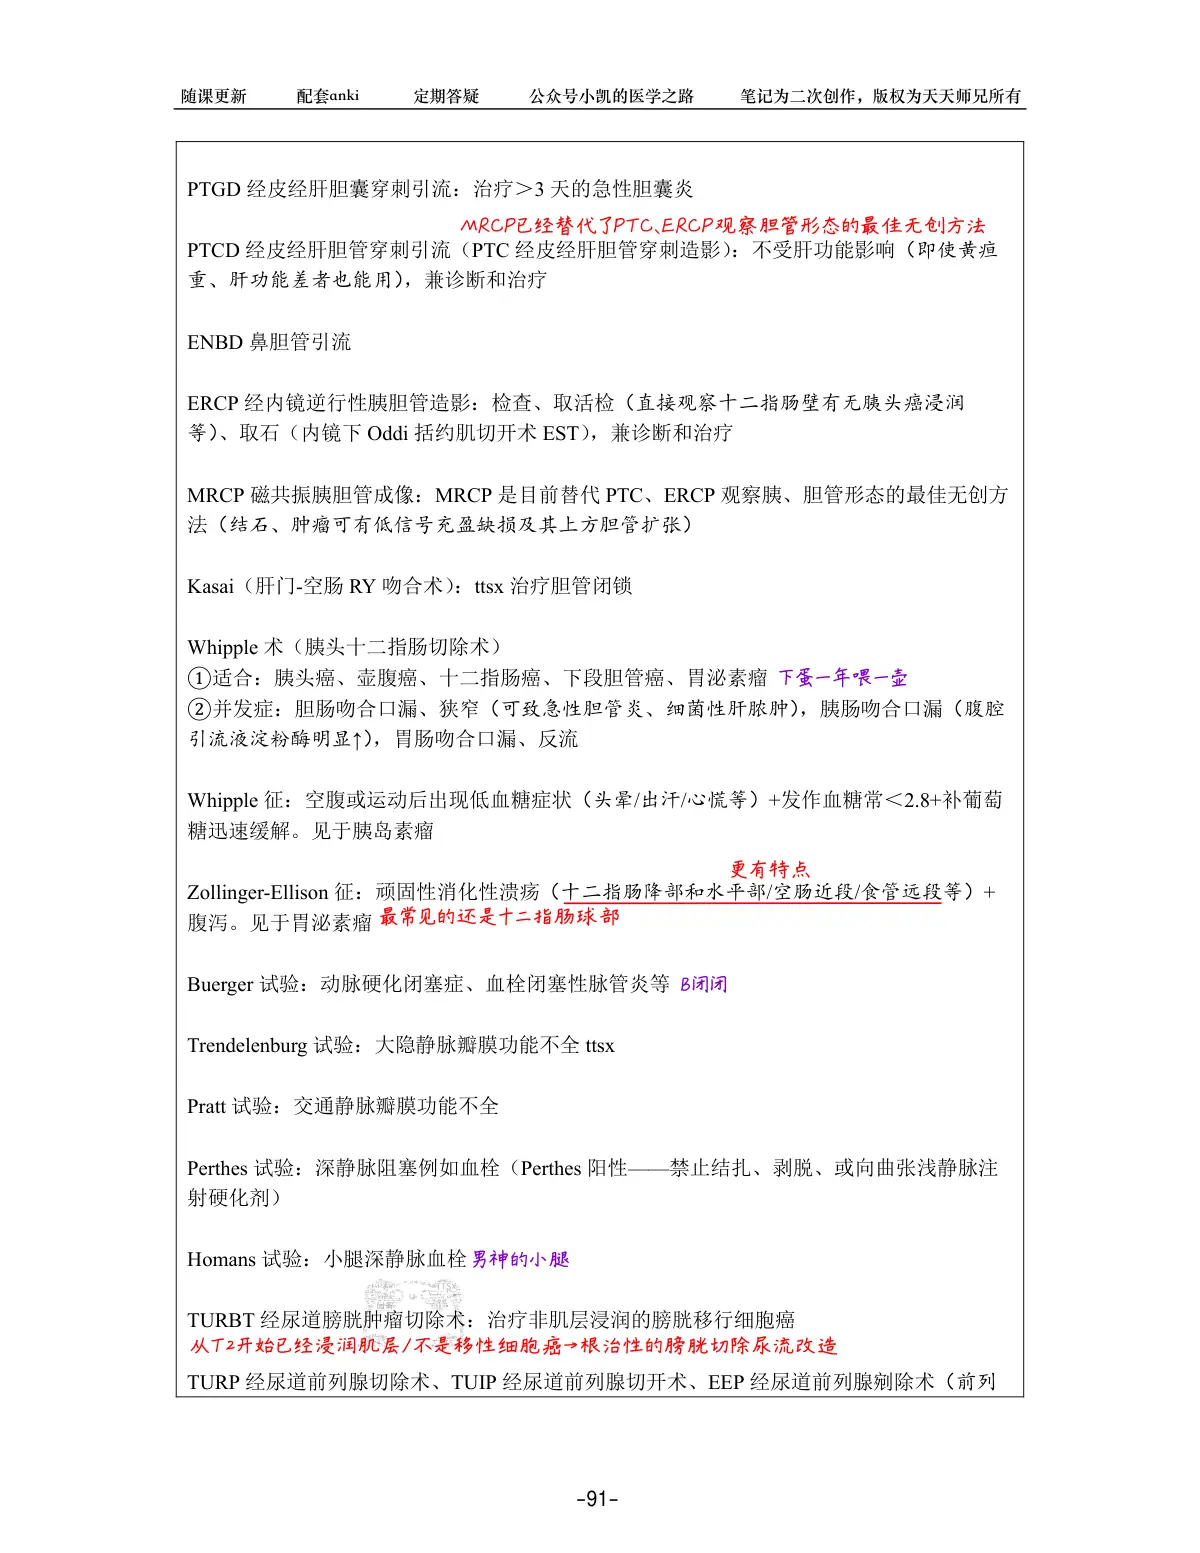 随课更新 配套anki 定期答疑 公众号小凯的医学之路 笔记为二次创作，版权为天天师兄所有
PTGD 经皮经肝胆囊穿刺引流：治疗＞3 天的急性胆囊炎
MRCP已经替代了PTC、ERCP观察胆管形态的最佳无创方法
PTCD 经皮经肝胆管穿刺引流（PTC 经皮经肝胆管穿刺造影）：不受肝功能影响（即使黄疸
重、肝功能差者也能用），兼诊断和治疗
ENBD 鼻胆管引流
ERCP 经内镜逆行性胰胆管造影：检查、取活检（直接观察十二指肠壁有无胰头癌浸润
等）、取石（内镜下 Oddi 括约肌切开术 EST），兼诊断和治疗
MRCP 磁共振胰胆管成像：MRCP 是目前替代 PTC、ERCP 观察胰、胆管形态的最佳无创方
法（结石、肿瘤可有低信号充盈缺损及其上方胆管扩张）
Kasai（肝门-空肠 RY 吻合术）：ttsx 治疗胆管闭锁
Whipple 术（胰头十二指肠切除术）
①适合：胰头癌、壶腹癌、十二指肠癌、下段胆管癌、胃泌素瘤 下蛋一年喂一壶
②并发症：胆肠吻合口漏、狭窄（可致急性胆管炎、细菌性肝脓肿），胰肠吻合口漏（腹腔
引流液淀粉酶明显↑），胃肠吻合口漏、反流
Whipple 征：空腹或运动后出现低血糖症状（头晕/出汗/心慌等）+发作血糖常＜2.8+补葡萄
糖迅速缓解。见于胰岛素瘤
更有特点
Zollinger-Ellison 征：顽固性消化性溃疡（十二指肠降部和水平部/空肠近段/食管远段等）+
腹泻。见于胃泌素瘤 最常见的还是十二指肠球部
Buerger 试验：动脉硬化闭塞症、血栓闭塞性脉管炎等 B闭闭
Trendelenburg 试验：大隐静脉瓣膜功能不全 ttsx
Pratt 试验：交通静脉瓣膜功能不全
Perthes 试验：深静脉阻塞例如血栓（Perthes 阳性——禁止结扎、剥脱、或向曲张浅静脉注
射硬化剂）
Homans 试验：小腿深静脉血栓 男神的小腿
TURBT 经尿道膀胱肿瘤切除术：治疗非肌层浸润的膀胱移行细胞癌
从T2开始已经浸润肌层/不是移性细胞癌→根治性的膀胱切除尿流改造
TURP 经尿道前列腺切除术、TUIP 经尿道前列腺切开术、EEP 经尿道前列腺剜除术（前列
-91-